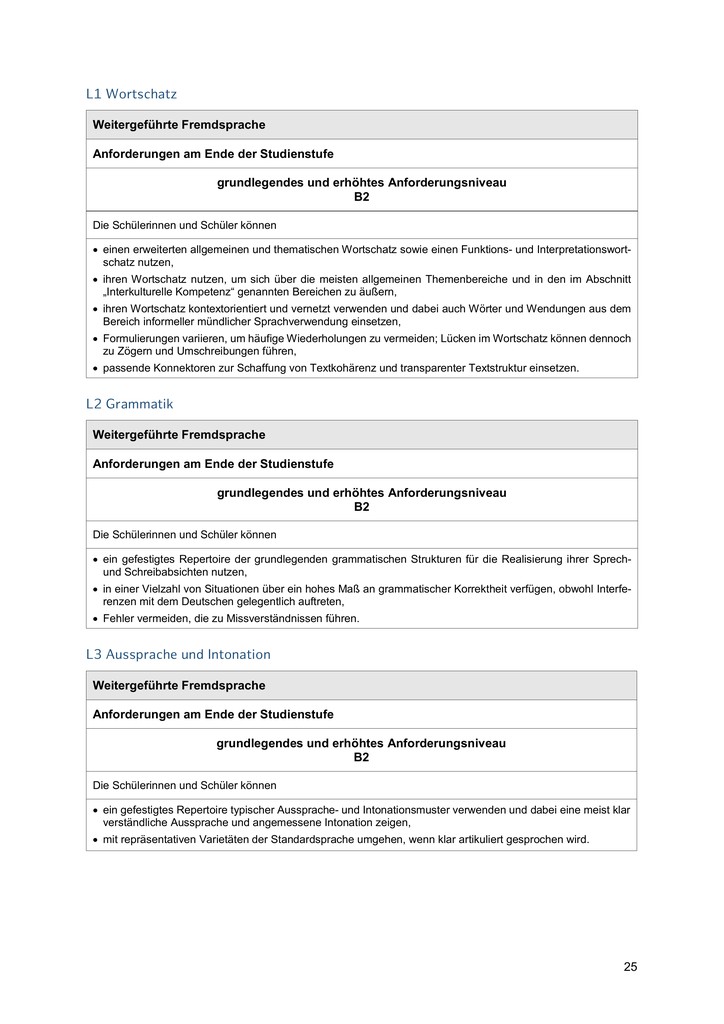 L1 Wortschatz
Weitergeführte Fremdsprache
Anforderungen am Ende der Studienstufe
grundlegendes und erhöhtes Anforderungsniveau
B2
Die Schülerinnen und Schüler können
• einen erweiterten allgemeinen und thematischen Wortschatz sowie einen Funktions- und Interpretationswort-
schatz nutzen,
• ihren Wortschatz nutzen, um sich über die meisten allgemeinen Themenbereiche und in den im Abschnitt
„Interkulturelle Kompetenz“ genannten Bereichen zu äußern,
• ihren Wortschatz kontextorientiert und vernetzt verwenden und dabei auch Wörter und Wendungen aus dem
Bereich informeller mündlicher Sprachverwendung einsetzen,
• Formulierungen variieren, um häufige Wiederholungen zu vermeiden; Lücken im Wortschatz können dennoch
zu Zögern und Umschreibungen führen,
• passende Konnektoren zur Schaffung von Textkohärenz und transparenter Textstruktur einsetzen.
L2 Grammatik
Weitergeführte Fremdsprache
Anforderungen am Ende der Studienstufe
grundlegendes und erhöhtes Anforderungsniveau
B2
Die Schülerinnen und Schüler können
• ein gefestigtes Repertoire der grundlegenden grammatischen Strukturen für die Realisierung ihrer Sprech-
und Schreibabsichten nutzen,
• in einer Vielzahl von Situationen über ein hohes Maß an grammatischer Korrektheit verfügen, obwohl Interfe-
renzen mit dem Deutschen gelegentlich auftreten,
• Fehler vermeiden, die zu Missverständnissen führen.
L3 Aussprache und Intonation
Weitergeführte Fremdsprache
Anforderungen am Ende der Studienstufe
grundlegendes und erhöhtes Anforderungsniveau
B2
Die Schülerinnen und Schüler können
• ein gefestigtes Repertoire typischer Aussprache- und Intonationsmuster verwenden und dabei eine meist klar
verständliche Aussprache und angemessene Intonation zeigen,
• mit repräsentativen Varietäten der Standardsprache umgehen, wenn klar artikuliert gesprochen wird.
25